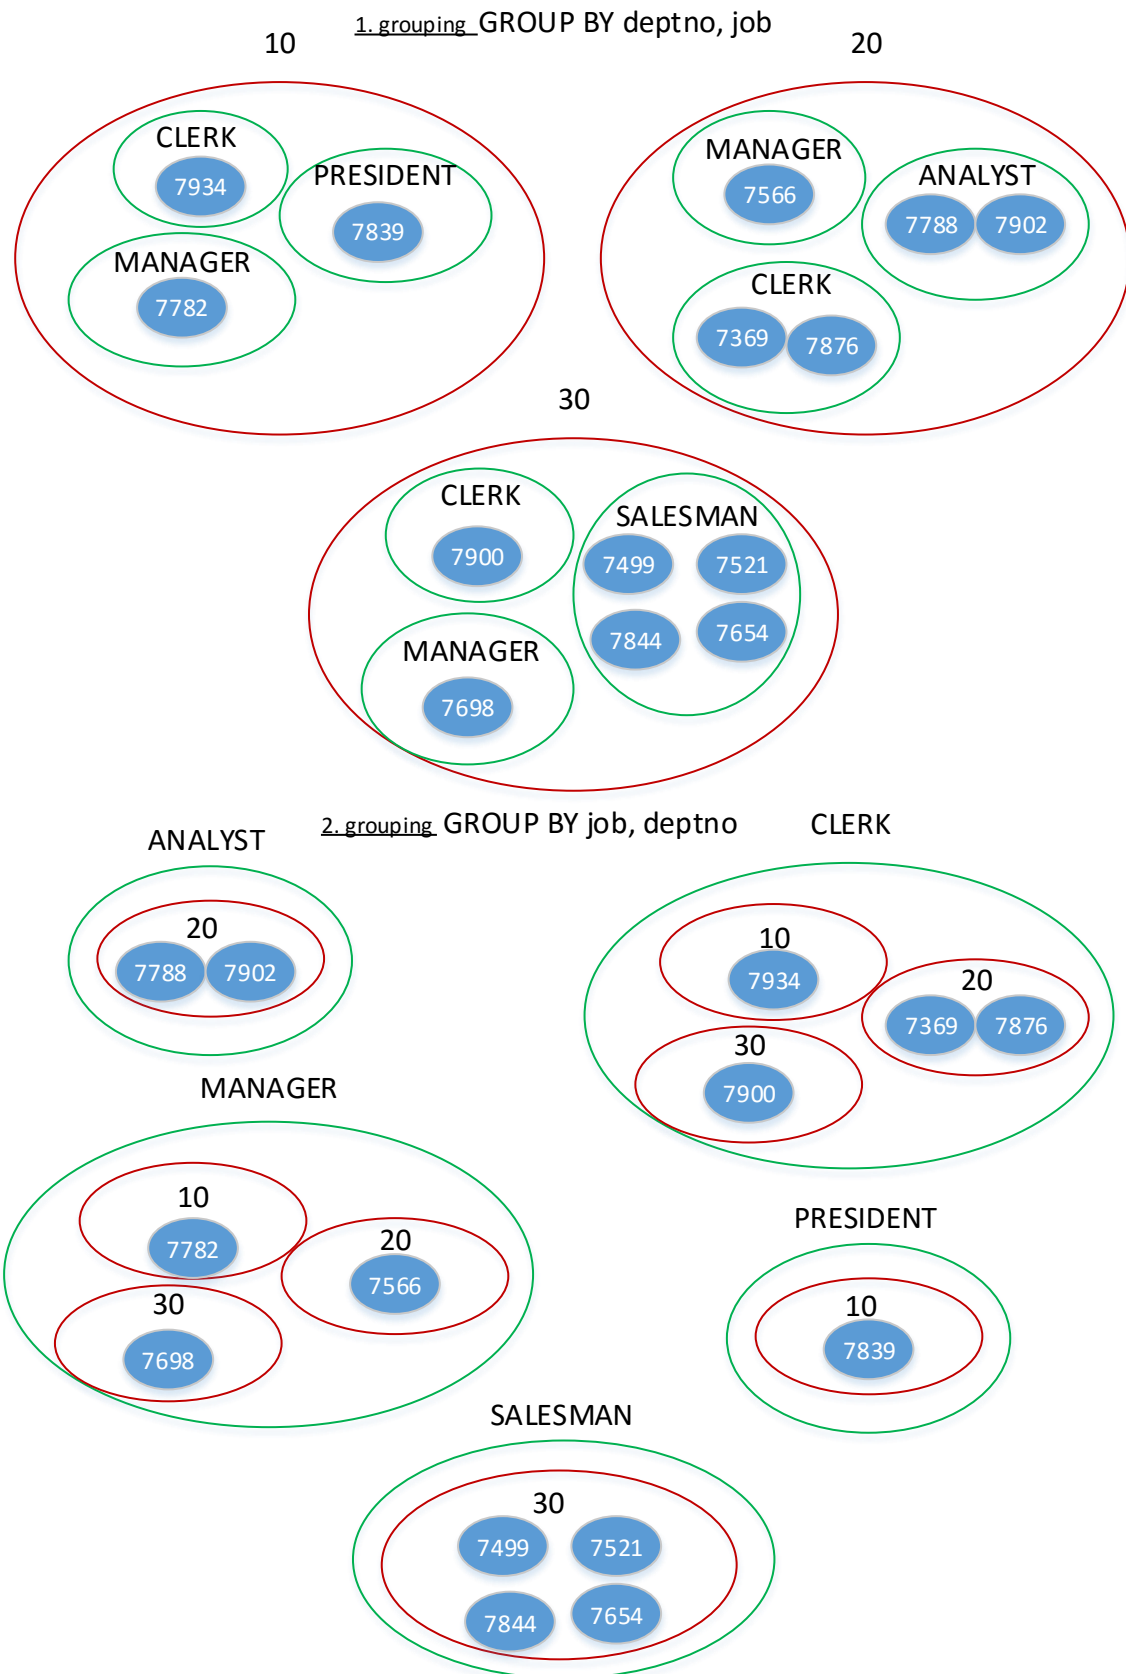 1. grouping GROUP BY deptno, job
10
20
CLERK
7934
PRESIDENT
7839
MANAGER
7782
MANAGER
7566
ANALYST
7788 7902
CLERK
7369 7876
30
CLERK
7900
SALESMAN
7499 7521
7844 7654
MANAGER
7698
2. grouping GROUP BY job, deptno
ANALYST
20
7788 7902
CLERK
10
7934
20
7369 7876
30
7900
MANAGER
10
7782
20
7566
30
7698
PRESIDENT
10
7839
SALESMAN
30
7499 7521
7844 7654